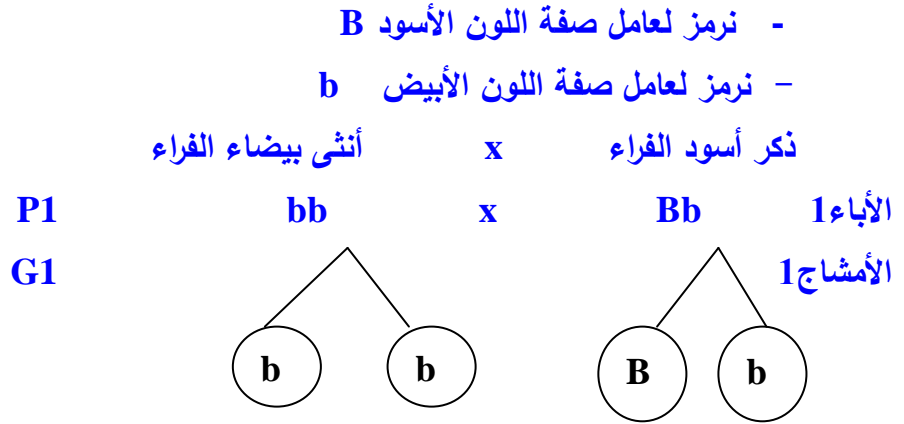 - نرمز لعامل صفة اللون الأسود B
- نرمز لعامل صفة اللون الأبيض b
ذكر أسود الفراء x أنثى بيضاء الفراء
الأباء1 Bb x bb P1
الأمشاج1 G1
B b b b